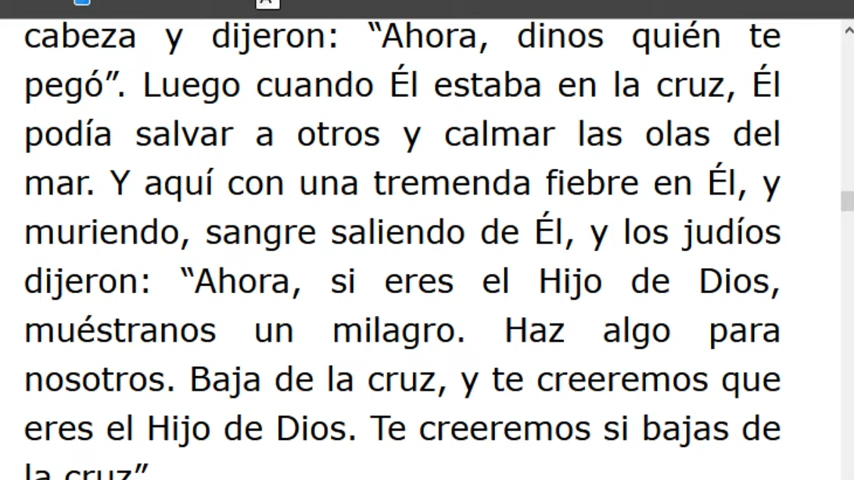 cabeza y dijeron: “Ahora, dinos quién te
pegó”. Luego cuando Él estaba en la cruz, Él
podía salvar a otros y calmar las olas del
mar. Y aquí con una tremenda fiebre en Él, y
muriendo, sangre saliendo de Él, y los judíos
dijeron: “Ahora, si eres el Hijo de Dios,
muéstranos un milagro. Haz algo para
nosotros. Baja de la cruz, y te creeremos que
eres el Hijo de Dios. Te creeremos si bajas de
la cruz”